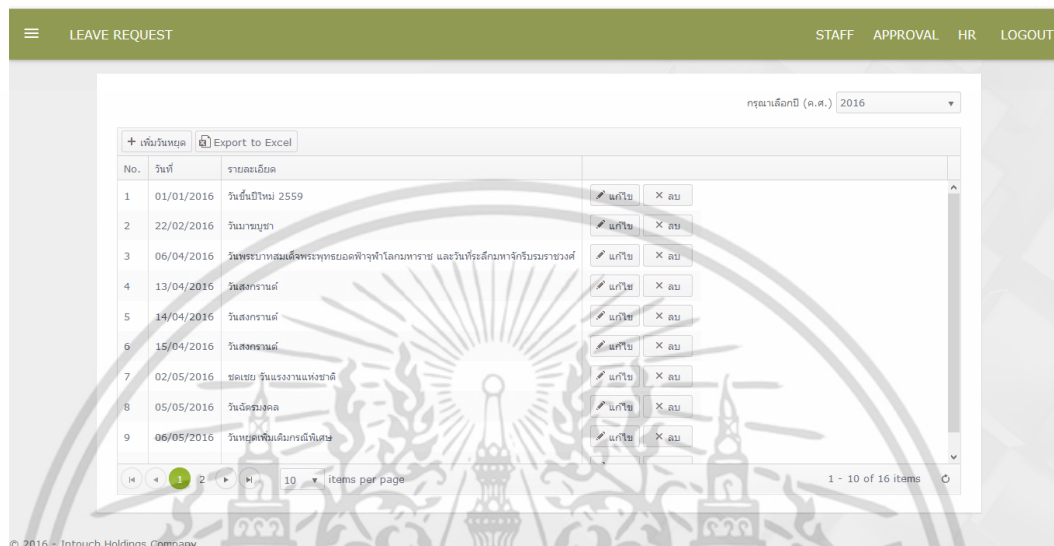 LEAVE REQUEST STAFF APPROVAL HR LOGOUT
กรุณาเลือกปี (ค.ศ.) 2016
เพิ่มวันหยุด Export to Excel
No. วันที่ รายละเอียด
1 01/01/2016 วันขึ้นปีใหม่ 2559 แก้ไข ลบ
2 22/02/2016 วันมาฆบูชา แก้ไข ลบ
3 06/04/2016 วันพระบาทสมเด็จพระพุทธยอดฟ้าจุฬาโลกมหาราช และวันที่ระลึกมหาจักรีบรมราชวงศ์ แก้ไข ลบ
4 13/04/2016 วันสงกรานต์ แก้ไข ลบ
5 14/04/2016 วันสงกรานต์ แก้ไข ลบ
6 15/04/2016 วันสงกรานต์ แก้ไข ลบ
7 02/05/2016 ชดเชย วันแรงงานแห่งชาติ แก้ไข ลบ
8 05/05/2016 วันฉัตรมงคล แก้ไข ลบ
9 06/05/2016 วันหยุดเพิ่มเติมกรณีพิเศษ แก้ไข ลบ
1 2 10 items per page 1 - 10 of 16 items
© 2016 - Intouch Holdings Company